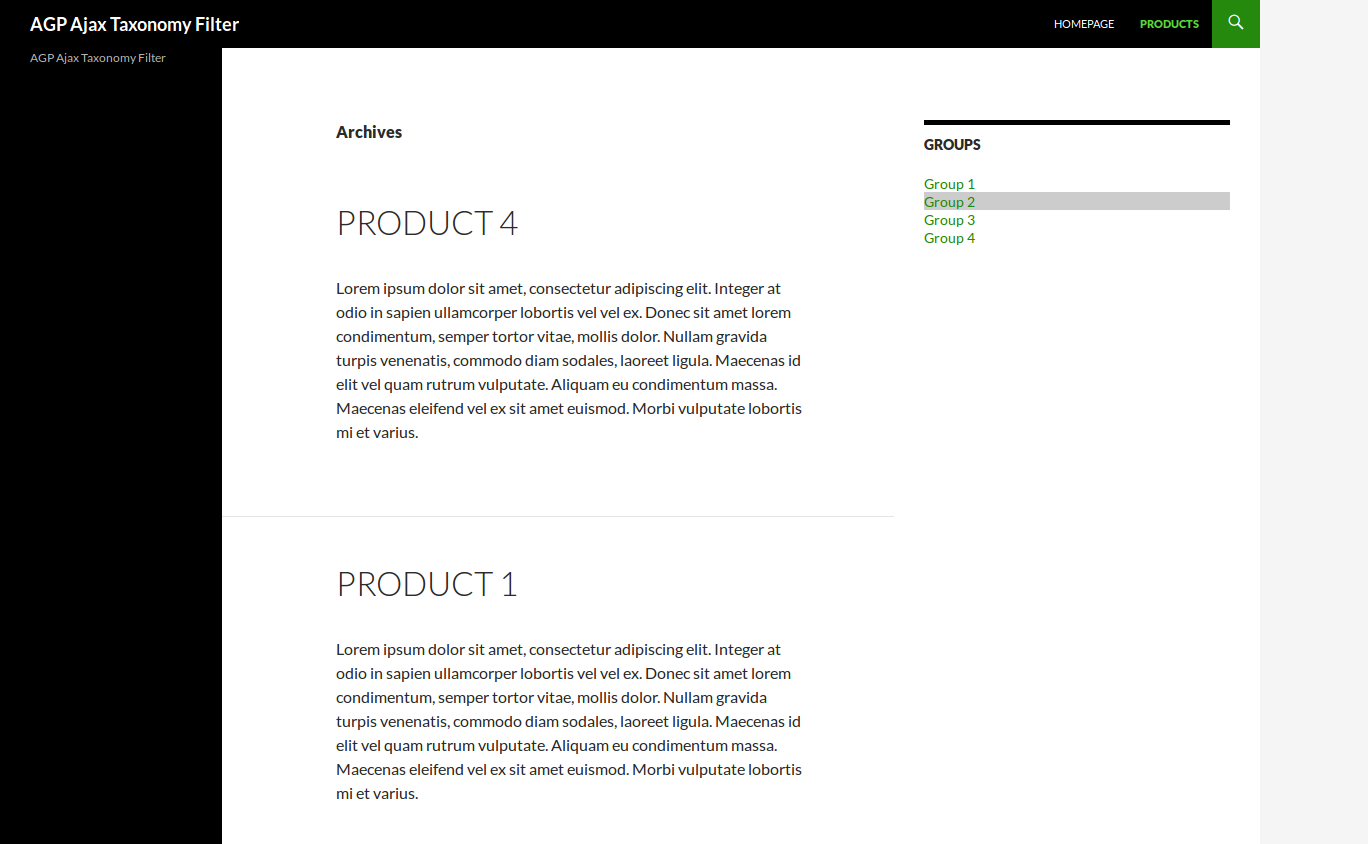 AGP Ajax Taxonomy Filter
HOMEPAGE
PRODUCTS
AGP Ajax Taxonomy Filter
Archives
PRODUCT 4
Lorem ipsum dolor sit amet, consectetur adipiscing elit. Integer at
odio in sapien ullamcorper lobortis vel vel ex. Donec sit amet lorem
condimentum, semper tortor vitae, mollis dolor. Nullam gravida
turpis venenatis, commodo diam sodales, laoreet ligula. Maecenas id
elit vel quam rutrum vulputate. Aliquam eu condimentum massa.
Maecenas eleifend vel ex sit amet euismod. Morbi vulputate lobortis
mi et varius.
PRODUCT 1
Lorem ipsum dolor sit amet, consectetur adipiscing elit. Integer at
odio in sapien ullamcorper lobortis vel vel ex. Donec sit amet lorem
condimentum, semper tortor vitae, mollis dolor. Nullam gravida
turpis venenatis, commodo diam sodales, laoreet ligula. Maecenas id
elit vel quam rutrum vulputate. Aliquam eu condimentum massa.
Maecenas eleifend vel ex sit amet euismod. Morbi vulputate lobortis
mi et varius.
GROUPS
Group 1
Group 2
Group 3
Group 4